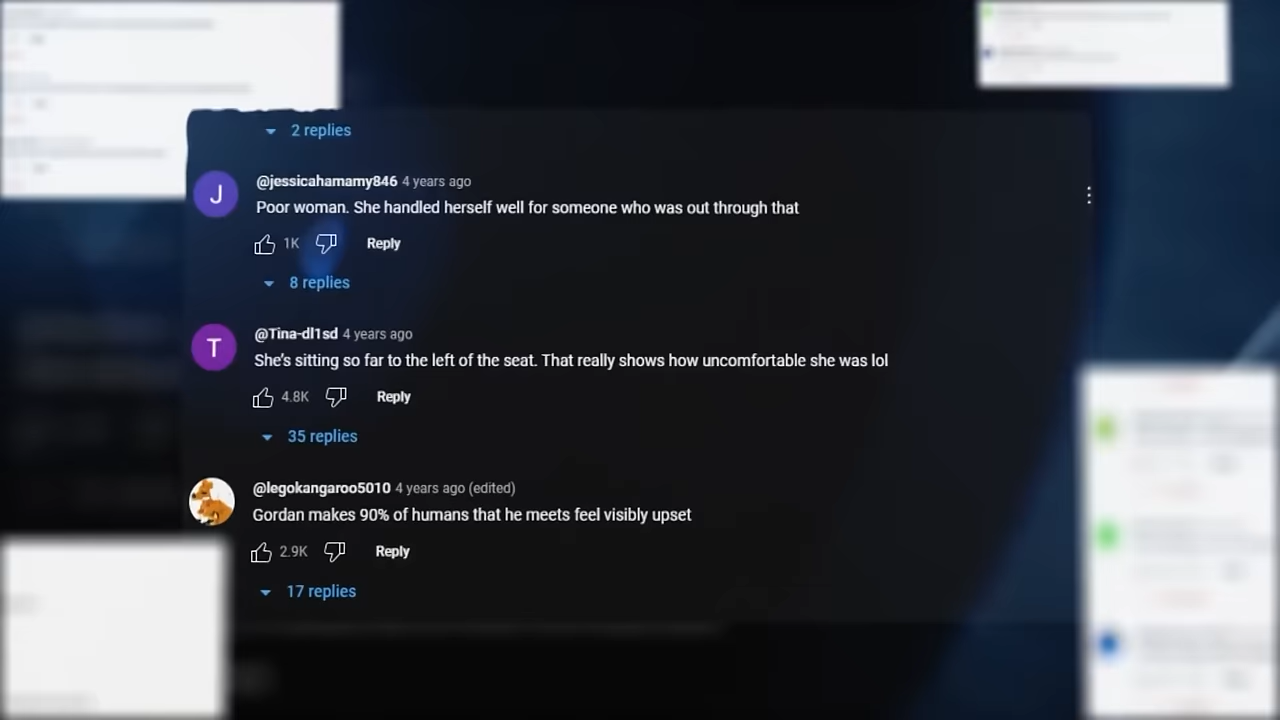 2 replies
J
@jessicahamamy846 4 years ago
Poor woman. She handled herself well for someone who was out through that
1K Reply
8 replies
T
@Tina-dl1sd 4 years ago
She's sitting so far to the left of the seat. That really shows how uncomfortable she was lol
4.8K Reply
35 replies
@legokangaroo5010 4 years ago (edited)
Gordan makes 90% of humans that he meets feel visibly upset
2.9K Reply
17 replies